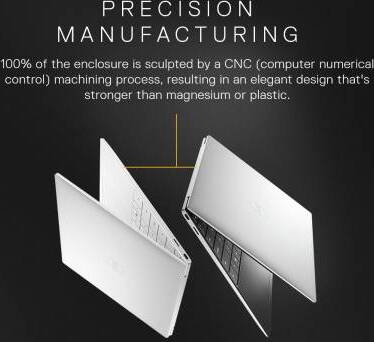 PRECISION
MANUFACTURING
100% of the enclosure is sculpted by a CNC (computer numerical
control) machining process, resulting in an elegant design that's
stronger than magnesium or plastic.